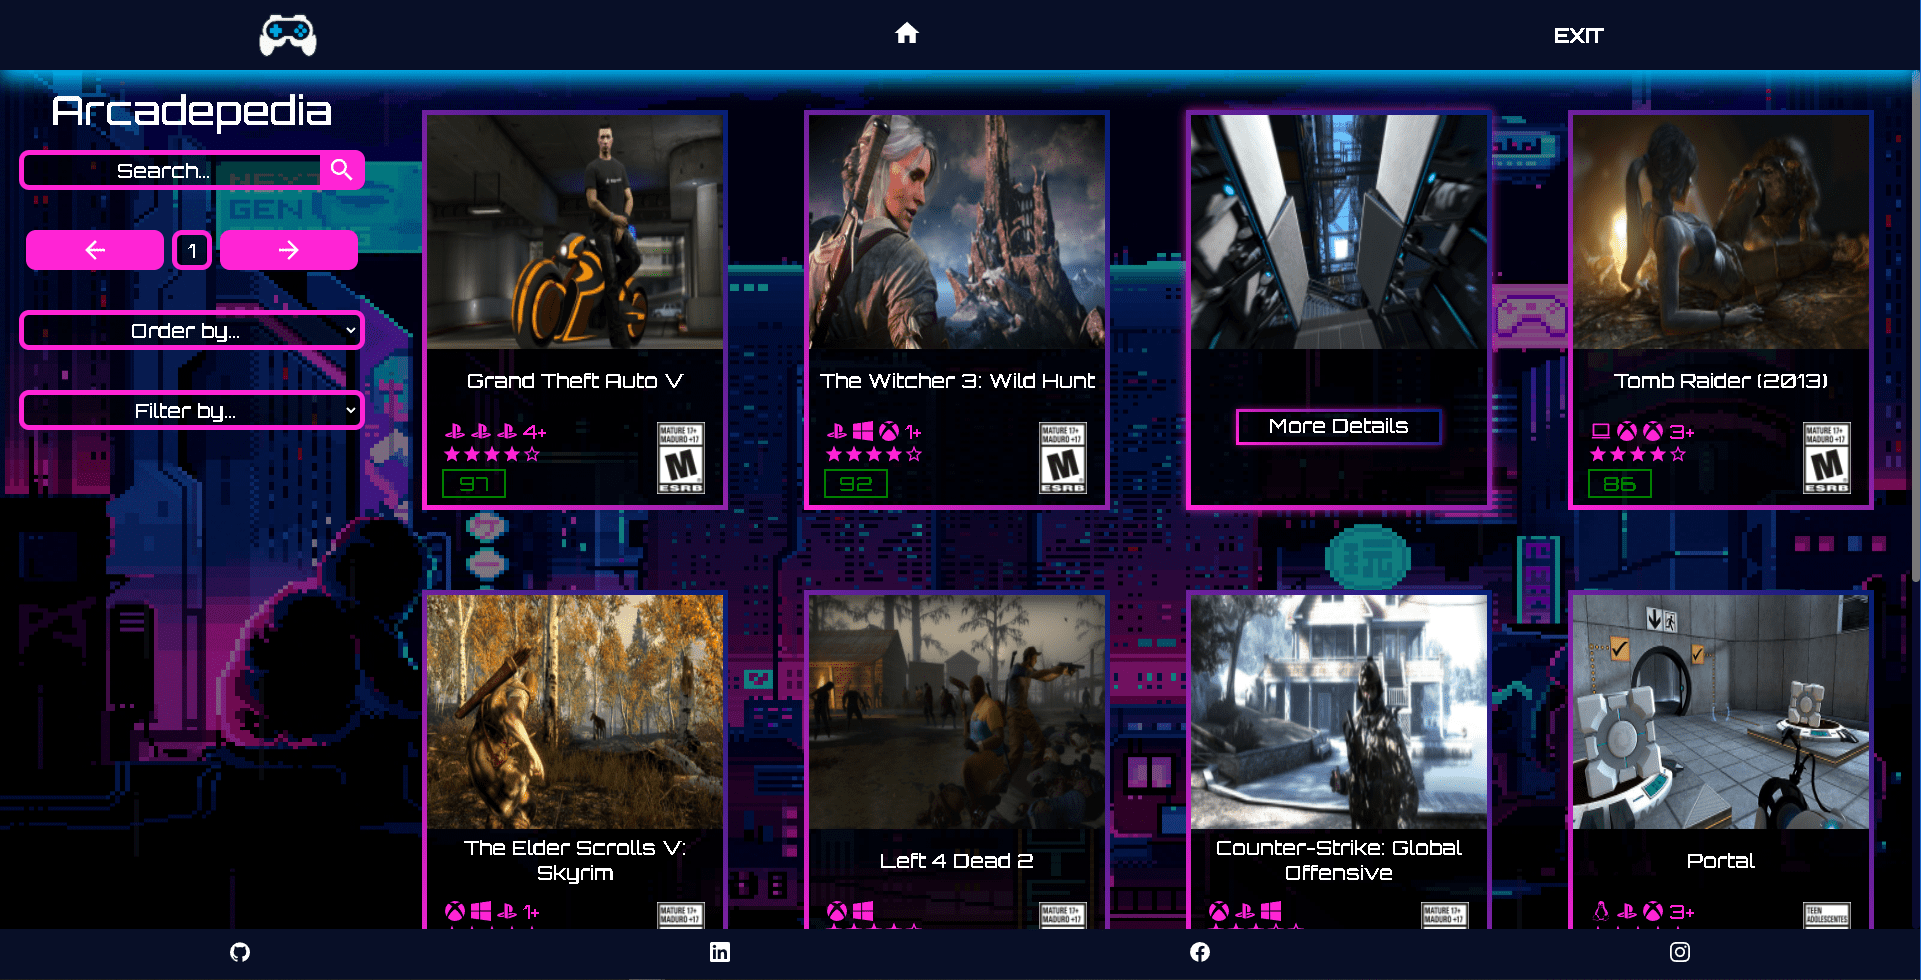 EXIT
Arcadepedia
Search...
NEXT
GEN
1
Order by...
Filter by...
Grand Theft Auto V
4+
97
MATURE 17+
MADURO +17
M
ESRB
The Witcher 3: Wild Hunt
1+
92
MATURE 17+
MADURO +17
M
ESRB
More Details
Tomb Raider (2013)
3+
86
MATURE 17+
MADURO +17
M
ESRB
The Elder Scrolls V:
Skyrim
1+
MATURE 17+
MADURO +17
Left 4 Dead 2
MATURE 17+
MADURO +17
Counter-Strike: Global
Offensive
MATURE 17+
MADURO +17
Portal
3+
TEEN
ADOLESCENTES